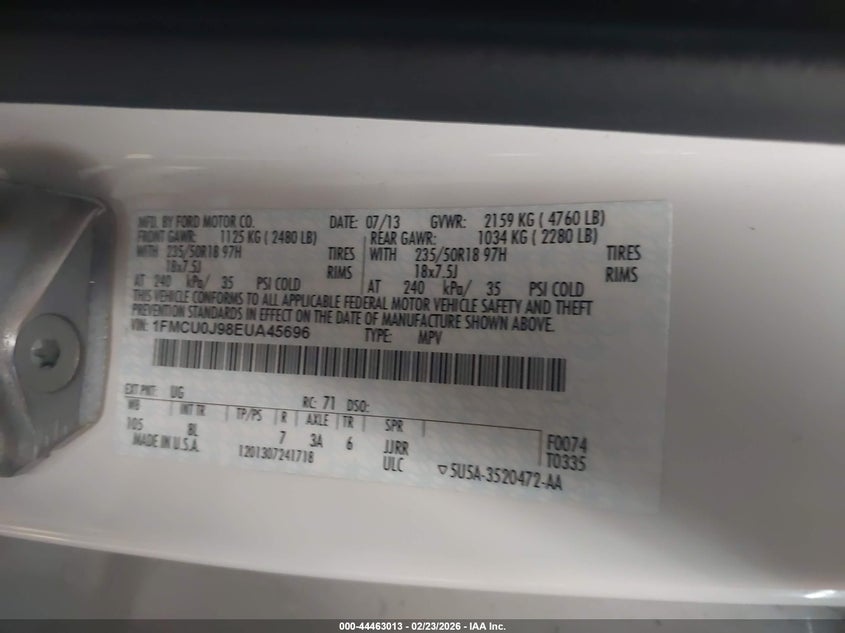 MFD. BY FORD MOTOR CO. DATE: 07/13 GVWR: 2159 KG ( 4760 LB)
FRONT GAWR: 1125 KG ( 2480 LB) REAR GAWR: 1034 KG ( 2280 LB)
WITH 235/50R18 97H TIRES WITH 235/50R18 97H TIRES
18x7.5J RIMS 18x7.5J RIMS
AT 240 kPa/ 35 PSI COLD AT 240 kPa/ 35 PSI COLD
THIS VEHICLE CONFORMS TO ALL APPLICABLE FEDERAL MOTOR VEHICLE SAFETY AND THEFT
PREVENTION STANDARDS IN EFFECT ON THE DATE OF MANUFACTURE SHOWN ABOVE.
VIN: 1FMCU0J98EUA45696 TYPE: MPV
EXT PNT: UG RC: 71 DSO:
WB INT TR TP/PS R AXLE TR SPR
105 8L 7 3A 6 JJRR F0074
MADE IN U.S.A. 1201307241718 ULC T0335
▽5U5A-3520472-AA
000-44463013 — 02/23/2026 - IAA Inc.